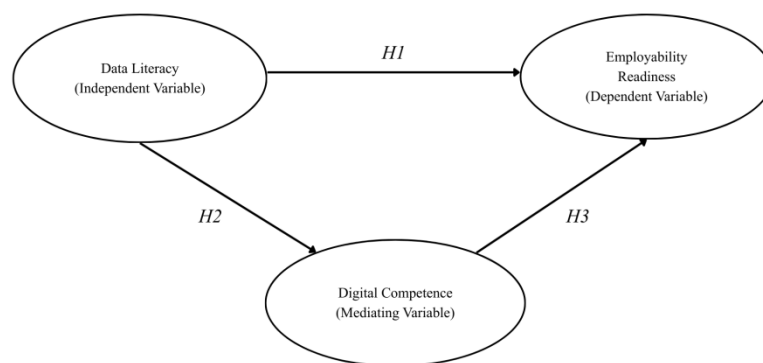 Data Literacy
(Independent Variable)
H1
Employability
Readiness
(Dependent Variable)
H2
H3
Digital Competence
(Mediating Variable)